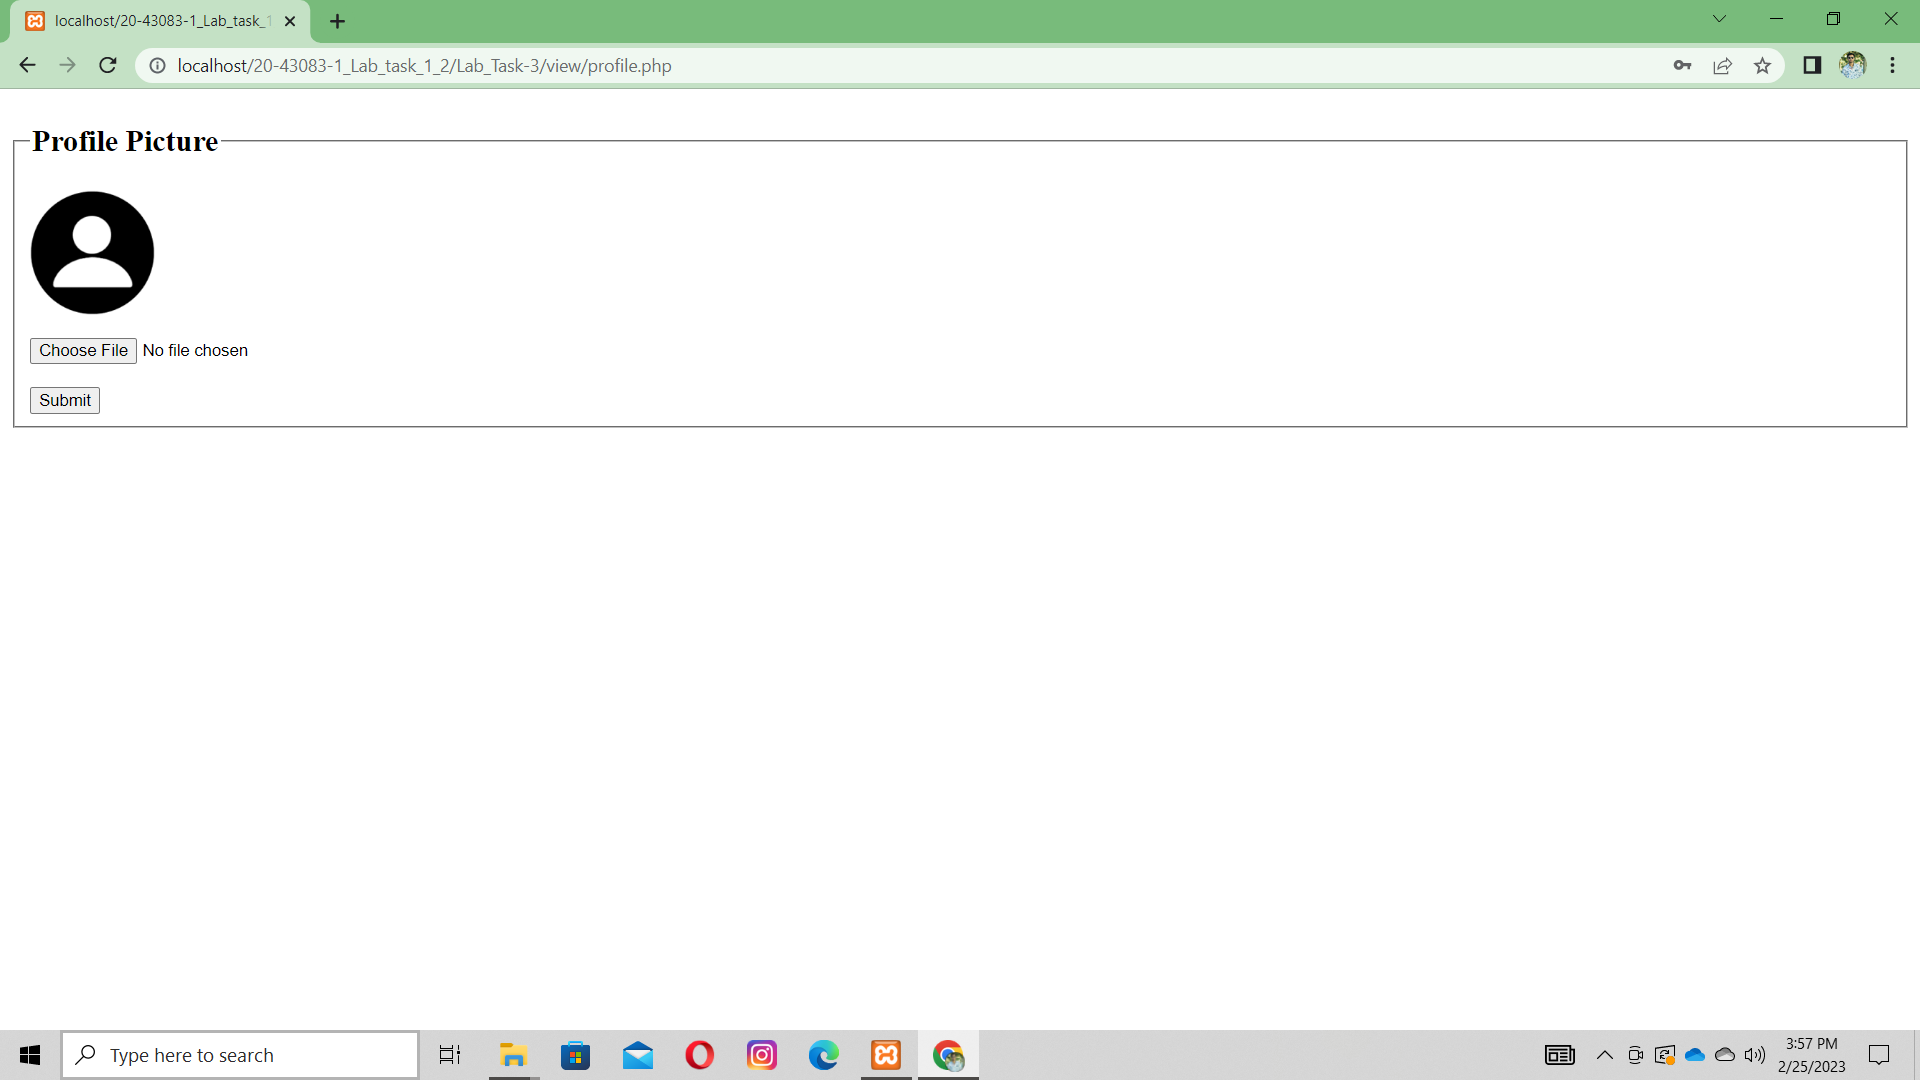 localhost/20-43083-1_Lab_task_1
localhost/20-43083-1_Lab_task_1_2/Lab_Task-3/view/profile.php
Profile Picture
Choose File No file chosen
Submit
Type here to search
3:57 PM
2/25/2023